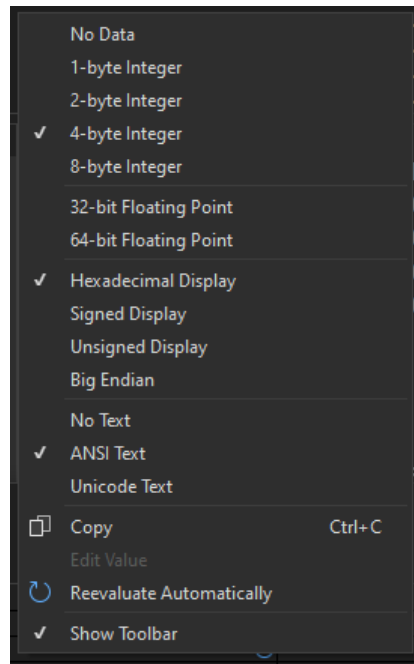 No Data
1-byte Integer
2-byte Integer
4-byte Integer
8-byte Integer
32-bit Floating Point
64-bit Floating Point
Hexadecimal Display
Signed Display
Unsigned Display
Big Endian
No Text
ANSI Text
Unicode Text
Copy Ctrl+C
Edit Value
Reevaluate Automatically
Show Toolbar